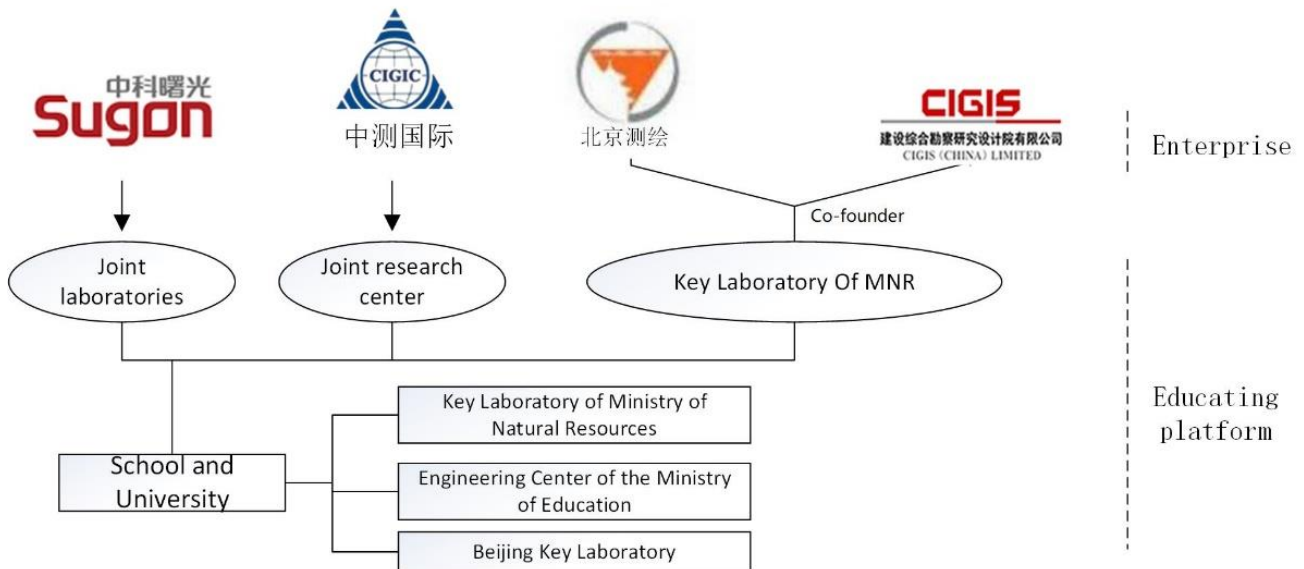 中科曙光
Sugon
CIGIC
中测国际
北京测绘
CIGIS
建设综合勘察研究设计院有限公司
CIGIS (CHINA) LIMITED
Enterprise
Co-founder
Joint
laboratories
Joint research
center
Key Laboratory Of MNR
Key Laboratory of Ministry of
Natural Resources
School and
University
Engineering Center of the Ministry
of Education
Beijing Key Laboratory
Educating
platform